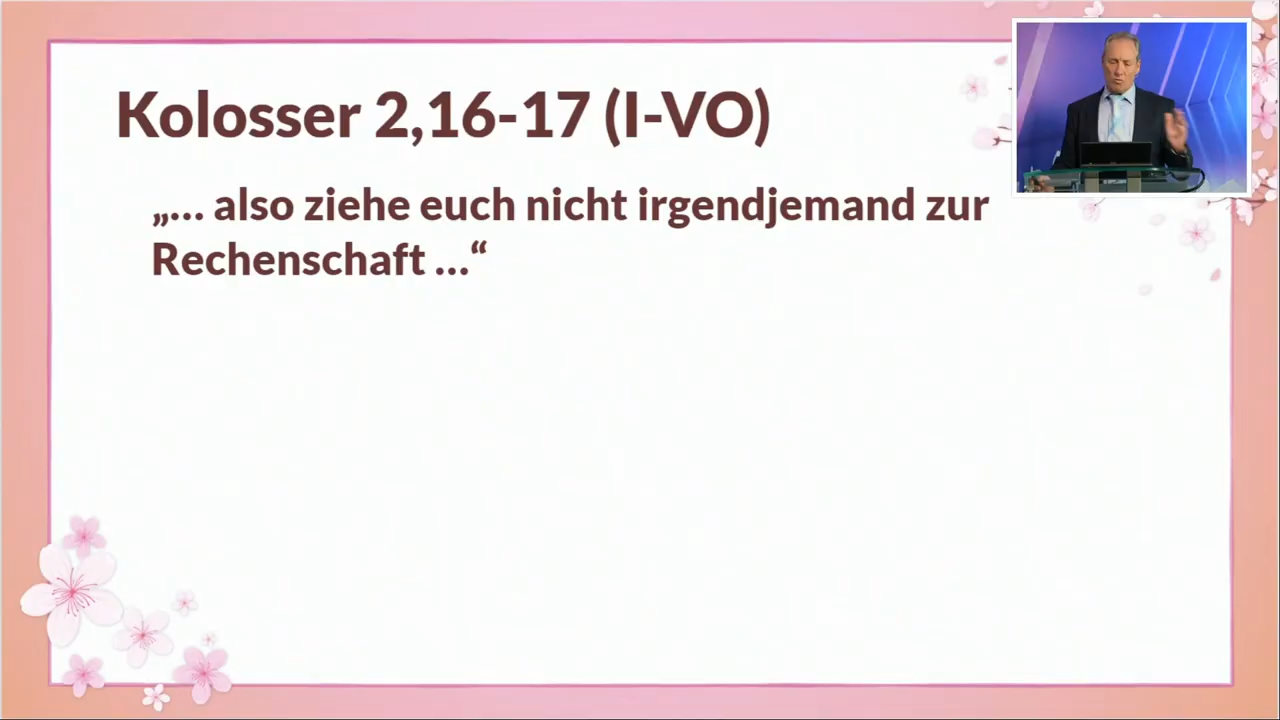 Kolosser 2,16-17 (I-VO)
„... also ziehe euch nicht irgendjemand zur
Rechenschaft ...“